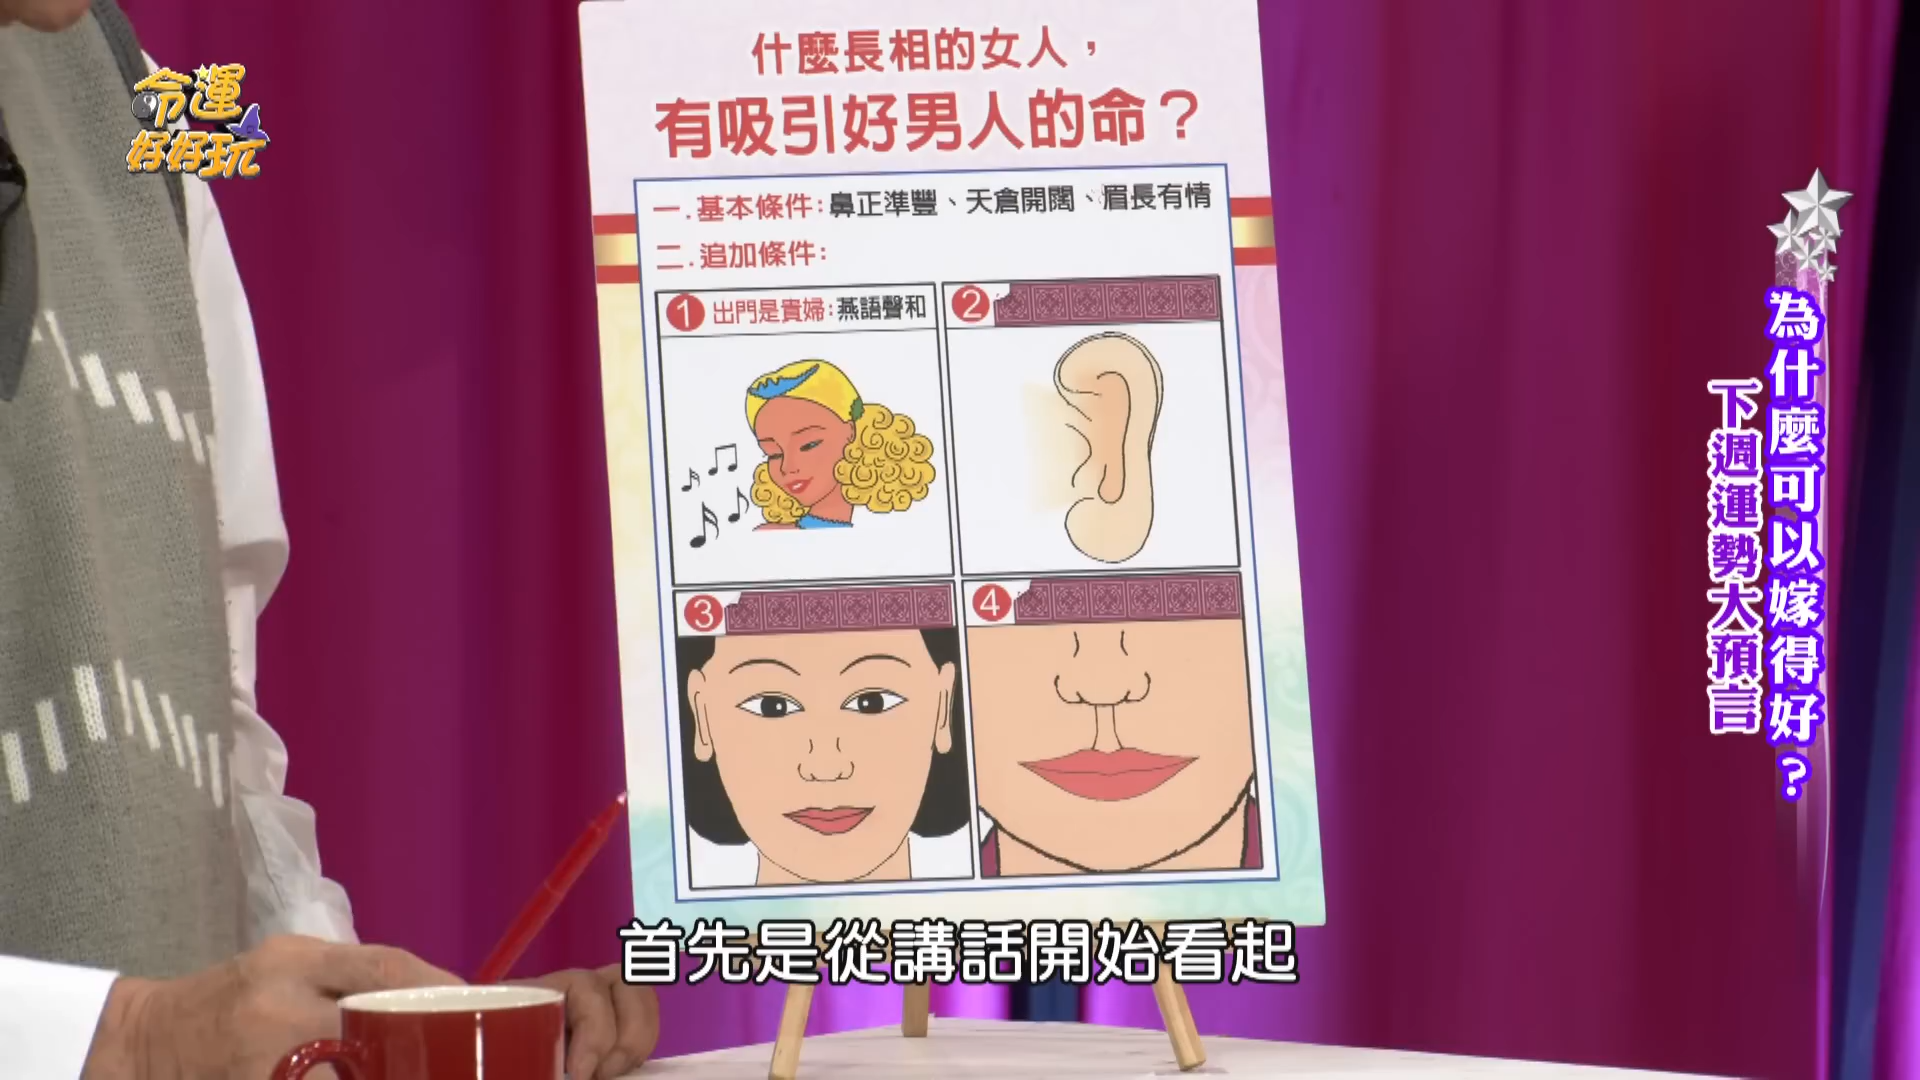 命運
好好玩
什麼長相的女人，
有吸引好男人的命？
一.基本條件:鼻正準豐、天倉開闊、眉長有情
二.追加條件:
1 出門是貴婦:燕語聲和
2
3
4
為什麼可以嫁得好？
下週運勢大預言
首先是從講話開始看起